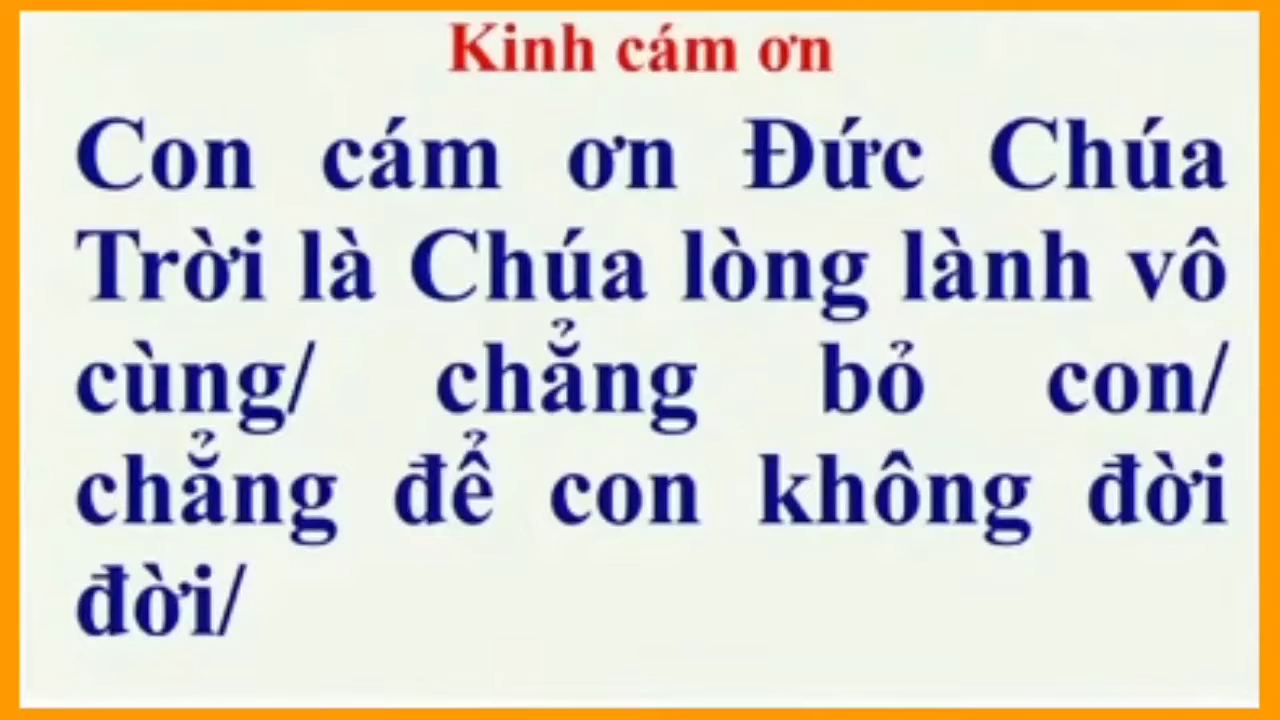 Kinh cám ơn
Con cám ơn Đức Chúa
Trời là Chúa lòng lành vô
cùng/ chẳng bỏ con/
chẳng để con không đời
đời/